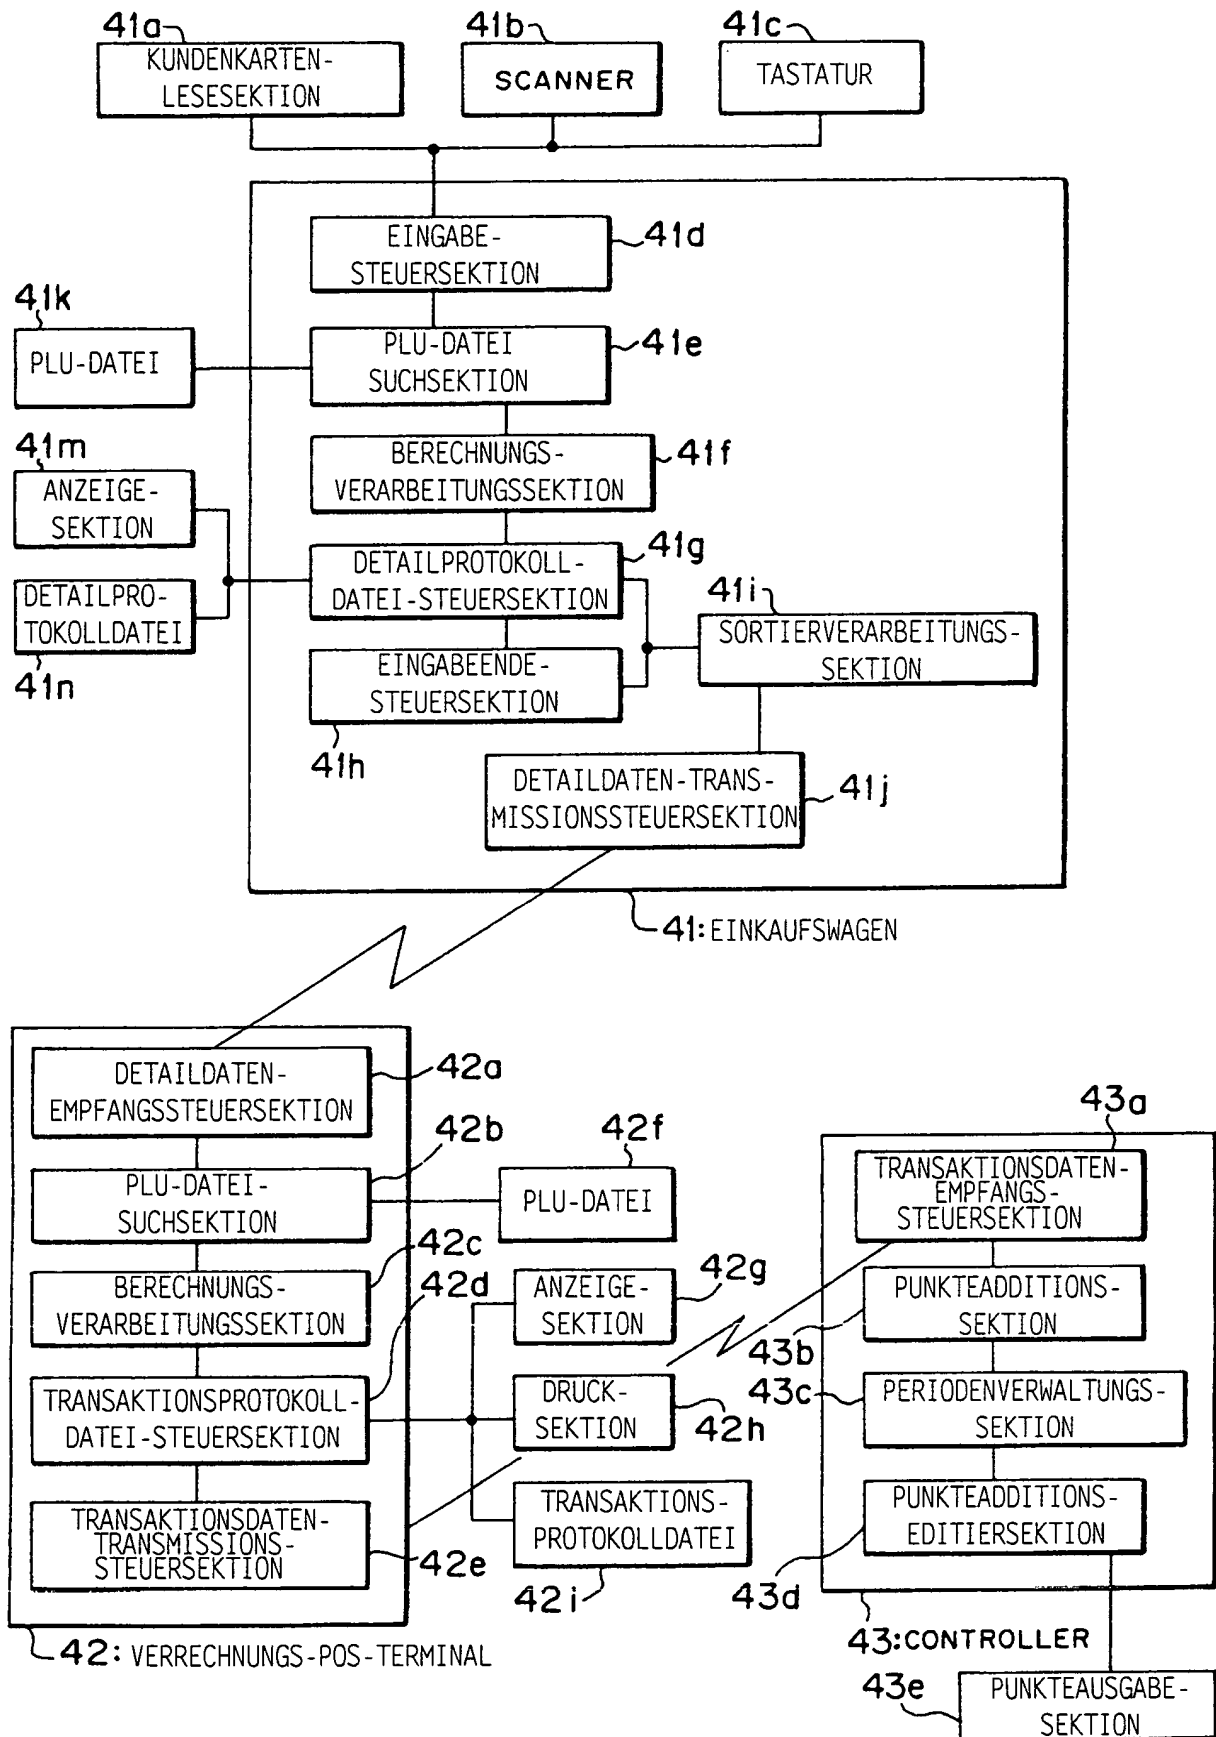 41a
41b
41c
KUNDENKARTEN-
LESESEKTION
SCANNER
TASTATUR
EINGABE-
STEUERSEKTION
41d
41k
PLU-DATEI
PLU-DATEI
SUCHSEKTION
41e
41m
ANZEIGE-
SEKTION
BERECHNUNGS-
VERARBEITUNGSSEKTION
41f
DETAILPROTOKOLL-
DATEI-STEUERSEKTION
41g
DETAILPRO-
TOKOLLDATEI
41n
41i
SORTIERVERARBEITUNGS-
SEKTION
EINGABEENDE-
STEUERSEKTION
41h
DETAILDATEN-TRANS-
MISSIONSSTEUERSEKTION
41j
41: EINKAUFSWAGEN
DETAILDATEN-
EMPFANGSSTEUERSEKTION
42a
PLU-DATEI-
SUCHSEKTION
42b
42f
PLU-DATEI
BERECHNUNGS-
VERARBEITUNGSSEKTION
42c
42d
ANZEIGE-
SEKTION
42g
TRANSAKTIONSPROTOKOLL-
DATEI-STEUERSEKTION
DRUCK-
SEKTION
42h
TRANSAKTIONSDATEN-
TRANSMISSIONS-
STEUERSEKTION
42e
TRANSAKTIONS-
PROTOKOLLDATEI
42i
42: VERRECHNUNGS-POS-TERMINAL
43a
TRANSAKTIONSDATEN-
EMPFANGS-
STEUERSEKTION
PUNKTEADDITIONS-
SEKTION
43b
43c
PERIODENVERWALTUNGS-
SEKTION
PUNKTEADDITIONS-
EDITIERSEKTION
43d
43:CONTROLLER
43e
PUNKTEAUSGABE-
SEKTION